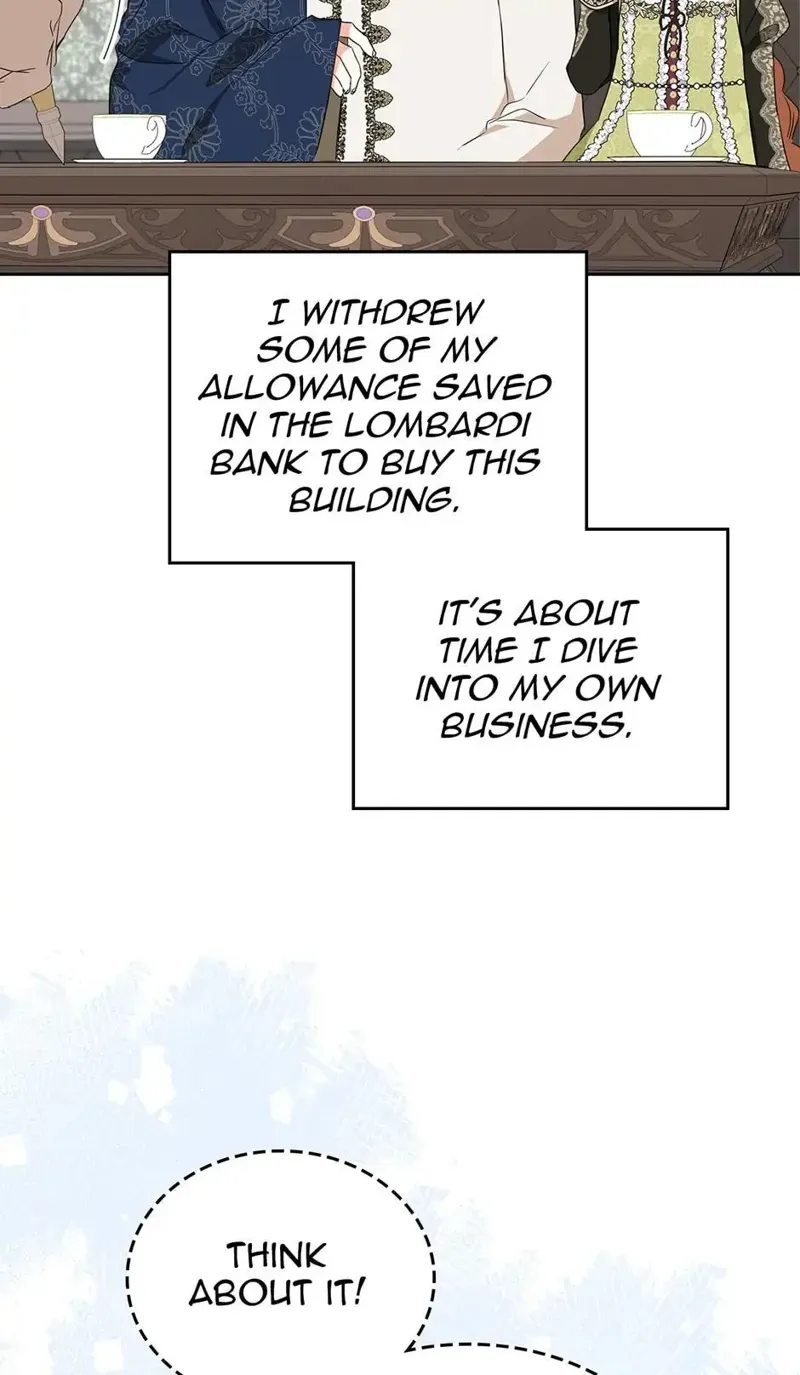 I WITHDREW
SOME OF MY
ALLOWANCE SAVED
IN THE LOMBARDI
BANK TO BUY THIS
BUILDING.
IT'S ABOUT
TIME I DIVE
INTO MY OWN
BUSINESS.
THINK
ABOUT IT!